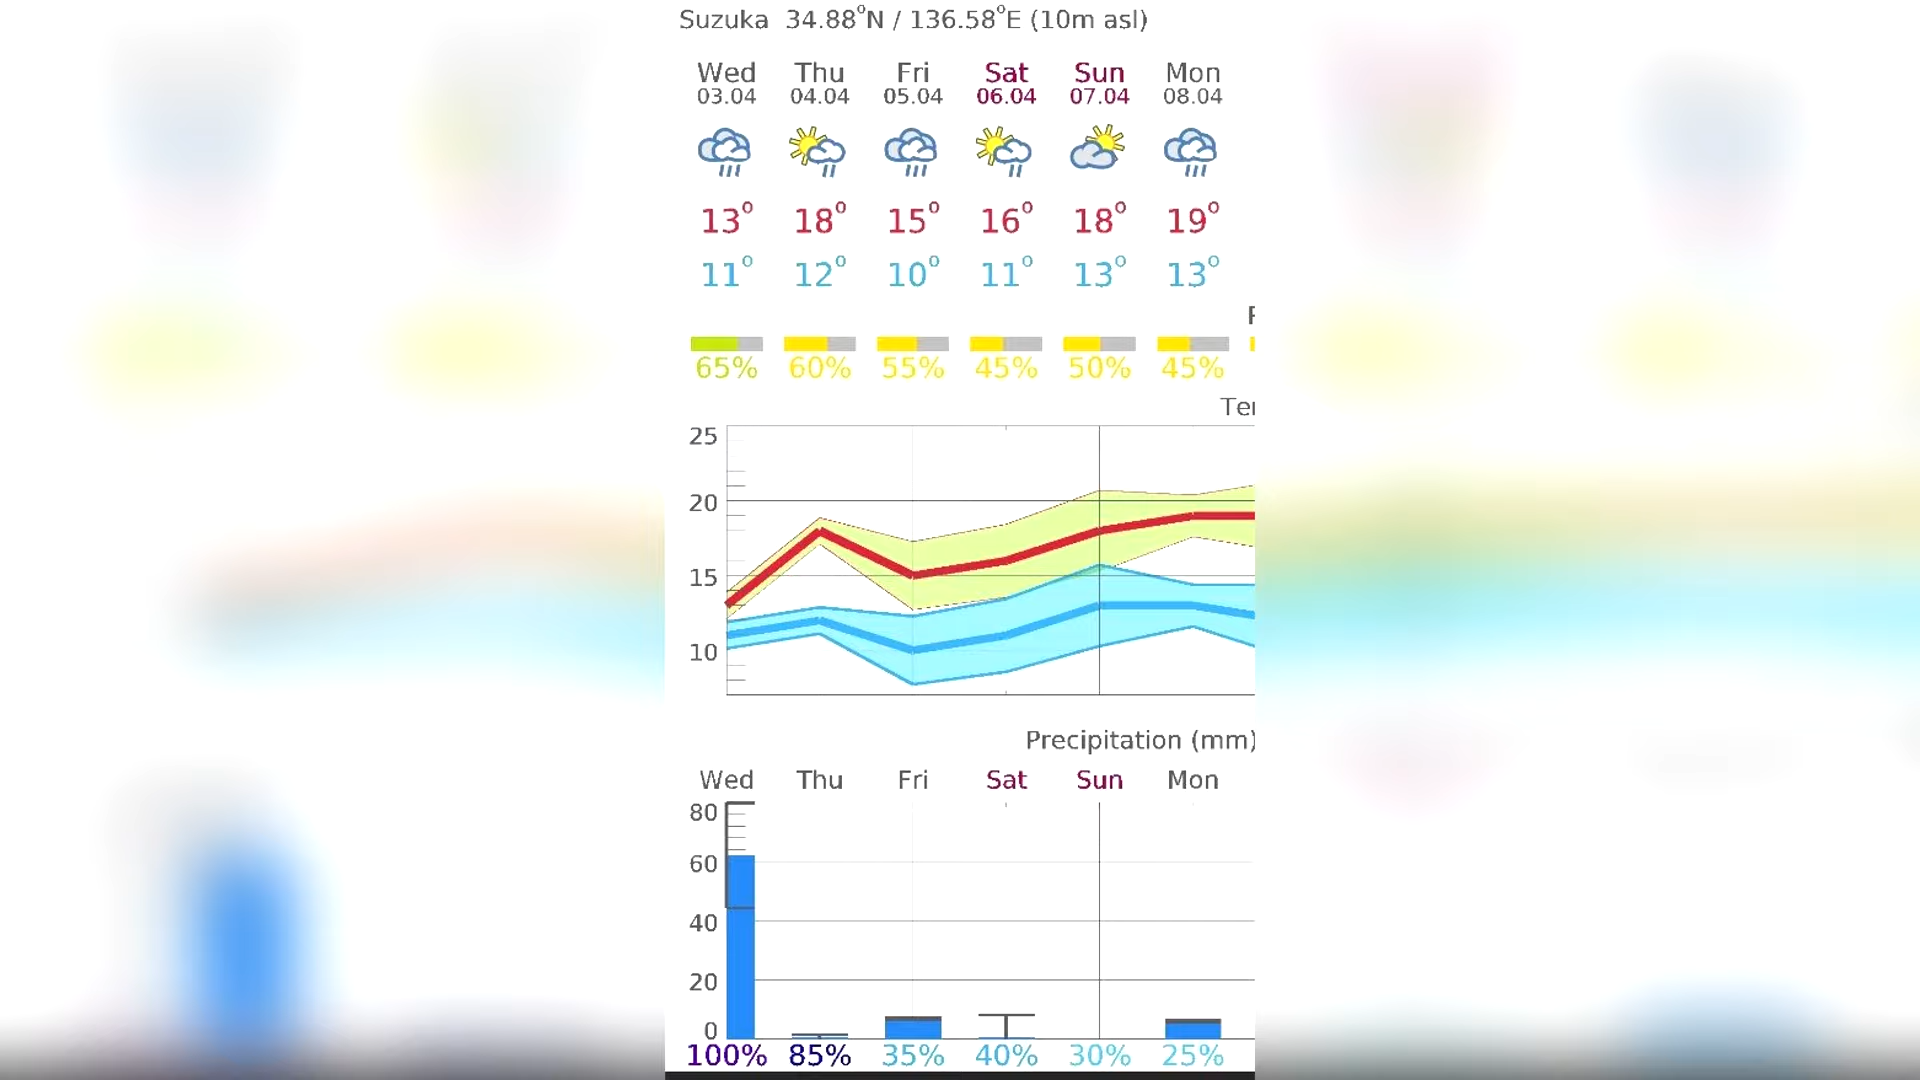 Suzuka 34.88°N / 136.58°E (10m asl)
Wed Thu Fri Sat Sun Mon
03.04 04.04 05.04 06.04 07.04 08.04
13° 18° 15° 16° 18° 19°
11° 12° 10° 11° 13° 13°
65% 60% 55% 45% 50% 45%
25
20
15
10
Precipitation (mm)
Wed Thu Fri Sat Sun Mon
80
60
40
20
0
100% 85% 35% 40% 30% 25%